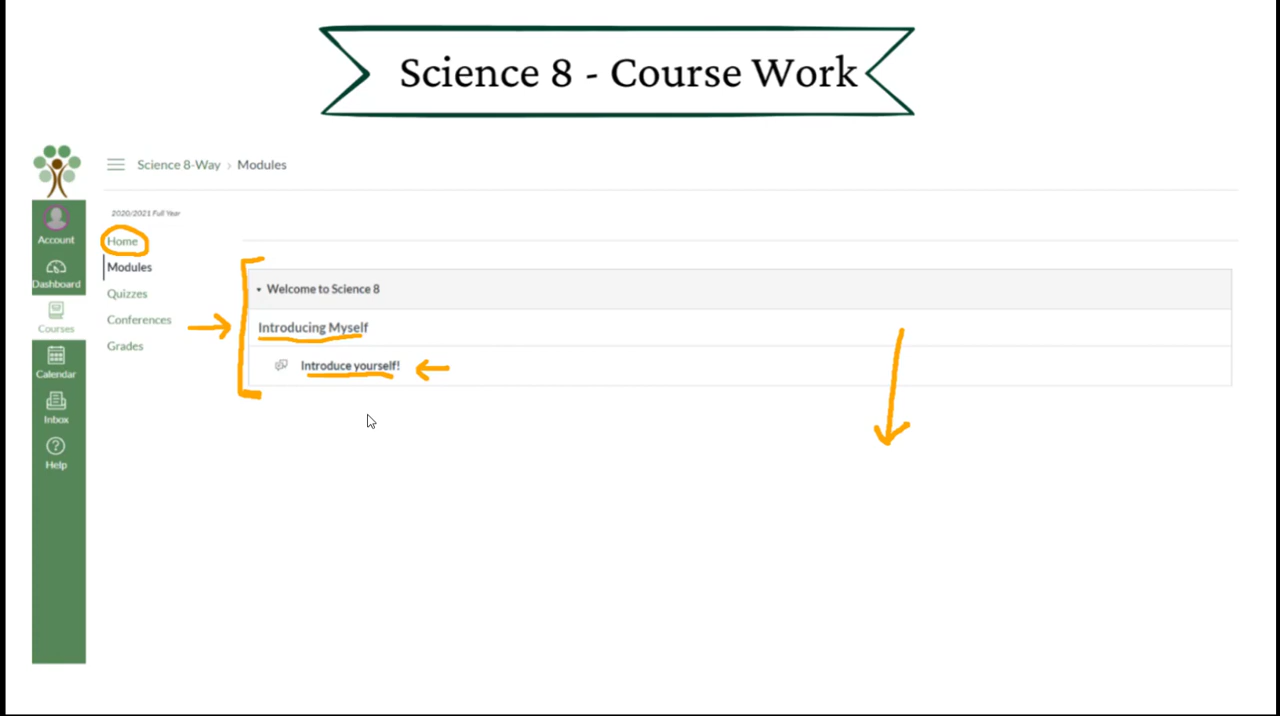 Science 8 - Course Work
Science 8-Way › Modules
2020/2021 Full Year
Account
Dashboard
Courses
Calendar
Inbox
Help
Home
Modules
Quizzes
Conferences
Grades
Welcome to Science 8
Introducing Myself
Introduce yourself!